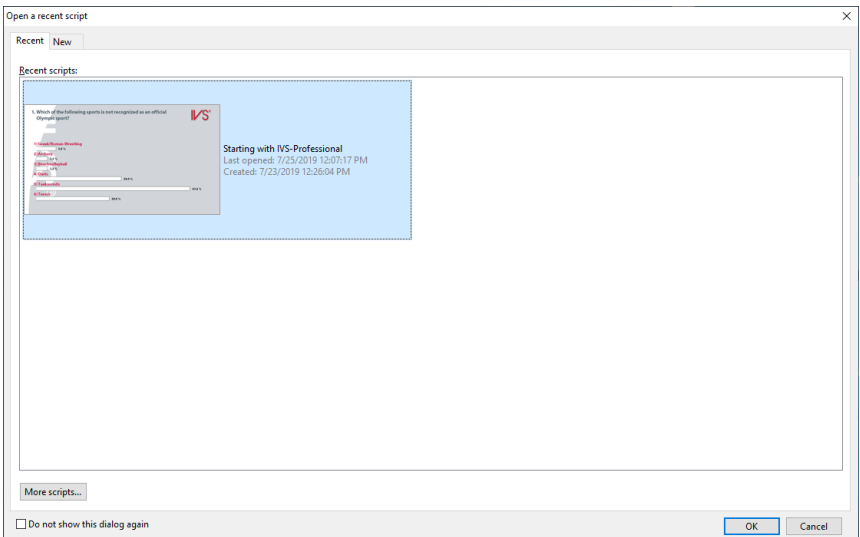 Open a recent script
Recent New
Recent scripts:
1. Which of the following sports is not recognized as an official
Olympic sport?
IVS
Starting with IVS-Professional
Last opened: 7/25/2019 12:07:17 PM
Created: 7/23/2019 12:26:04 PM
More scripts...
Do not show this dialog again
OK Cancel